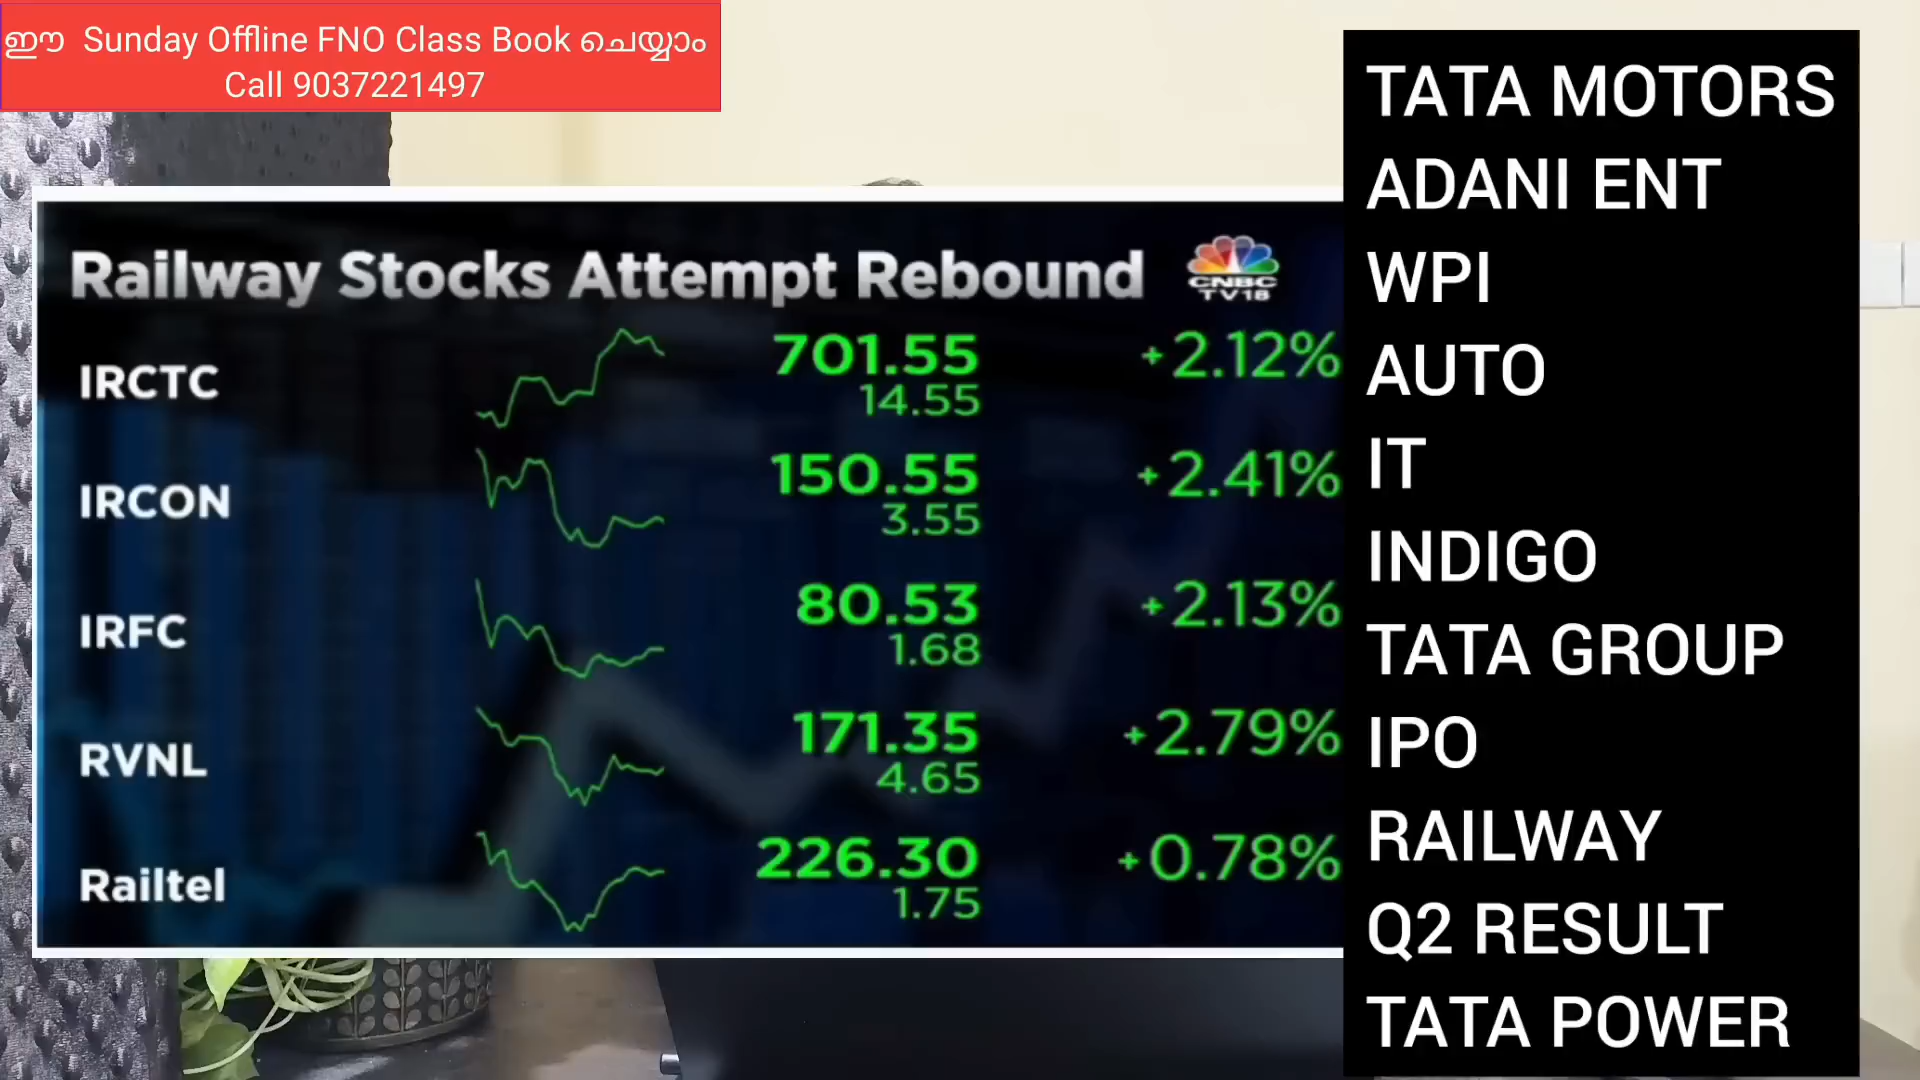 ഈ Sunday Offline FNO Class Book ചെയ്യാം
Call 9037221497
Railway Stocks Attempt Rebound
CNBC
TV18
IRCTC 701.55 +2.12%
14.55
IRCON 150.55 +2.41%
3.55
IRFC 80.53 +2.13%
1.68
RVNL 171.35 +2.79%
4.65
Railtel 226.30 +0.78%
1.75
TATA MOTORS
ADANI ENT
WPI
AUTO
IT
INDIGO
TATA GROUP
IPO
RAILWAY
Q2 RESULT
TATA POWER